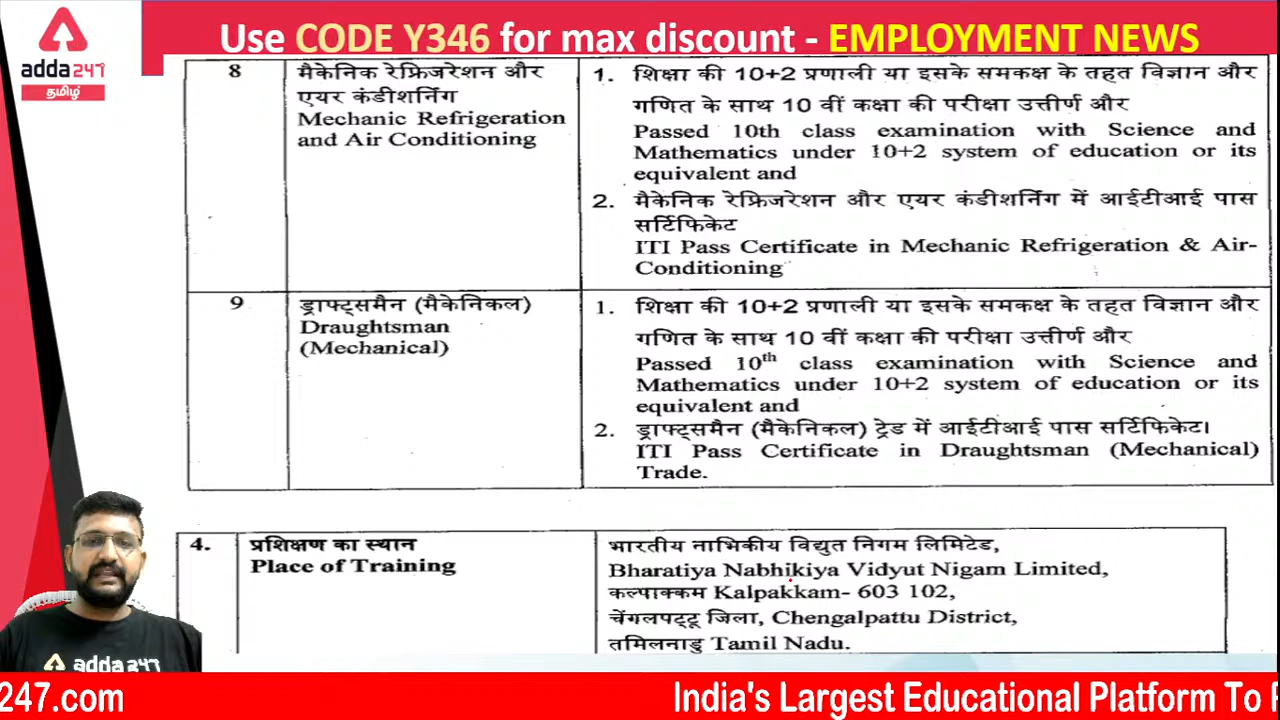 adda247
தமிழ்
Use CODE Y346 for max discount - EMPLOYMENT NEWS
8
मैकेनिक रेफ्रिजरेशन और
एयर कंडीशनिंग
Mechanic Refrigeration
and Air Conditioning
1. शिक्षा की 10+2 प्रणाली या इसके समकक्ष के तहत विज्ञान और
गणित के साथ 10 वीं कक्षा की परीक्षा उत्तीर्ण और
Passed 10th class examination with Science and
Mathematics under 10+2 system of education or its
equivalent and
2. मैकेनिक रेफ्रिजरेशन और एयर कंडीशनिंग में आईटीआई पास
सर्टिफिकेट
ITI Pass Certificate in Mechanic Refrigeration & Air-
Conditioning
9
ड्राफ्ट्समैन (मैकेनिकल)
Draughtsman
(Mechanical)
1. शिक्षा की 10+2 प्रणाली या इसके समकक्ष के तहत विज्ञान और
गणित के साथ 10 वीं कक्षा की परीक्षा उत्तीर्ण और
Passed 10th class examination with Science and
Mathematics under 10+2 system of education or its
equivalent and
2. ड्राफ्ट्समैन (मैकेनिकल) ट्रेड में आईटीआई पास सर्टिफिकेट।
ITI Pass Certificate in Draughtsman (Mechanical)
Trade.
4.
प्रशिक्षण का स्थान
Place of Training
भारतीय नाभिकीय विद्युत निगम लिमिटेड,
Bharatiya Nabhikiya Vidyut Nigam Limited,
कल्पाक्कम Kalpakkam- 603 102,
चेंगलपट्टू जिला, Chengalpattu District,
तमिलनाडु Tamil Nadu.
adda247
247.com
India's Largest Educational Platform To